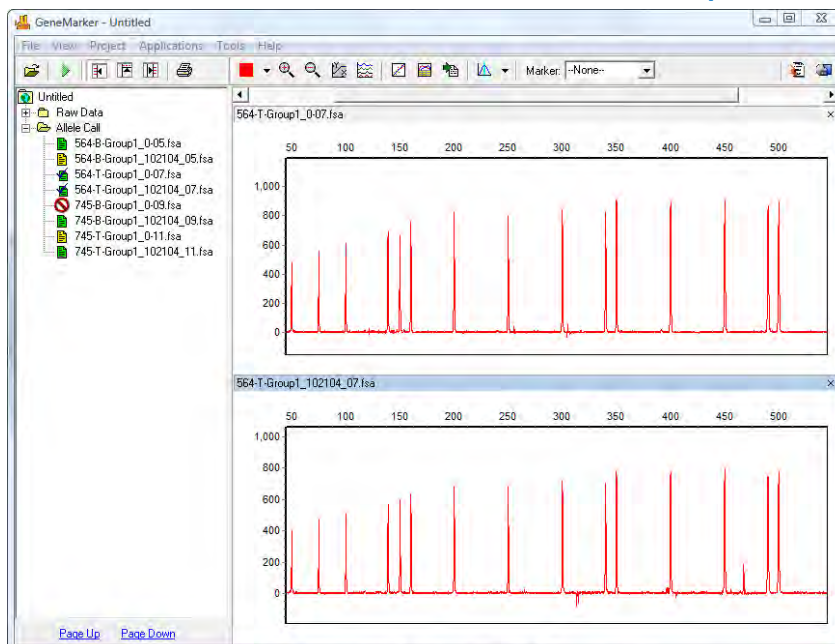 GeneMarker - Untitled
File View Project Applications Tools Help
Marker: --None--
Untitled
Raw Data
Allele Call
564-B-Group1_0-05.fsa
564-B-Group1_102104_05.fsa
564-T-Group1_0-07.fsa
564-T-Group1_102104_07.fsa
745-B-Group1_0-09.fsa
745-B-Group1_102104_09.fsa
745-T-Group1_0-11.fsa
745-T-Group1_102104_11.fsa
Page Up Page Down
564-T-Group1_0-07.fsa
50 100 150 200 250 300 350 400 450 500
1,000
800
600
400
200
0
564-T-Group1_102104_07.fsa
50 100 150 200 250 300 350 400 450 500
1,000
800
600
400
200
0